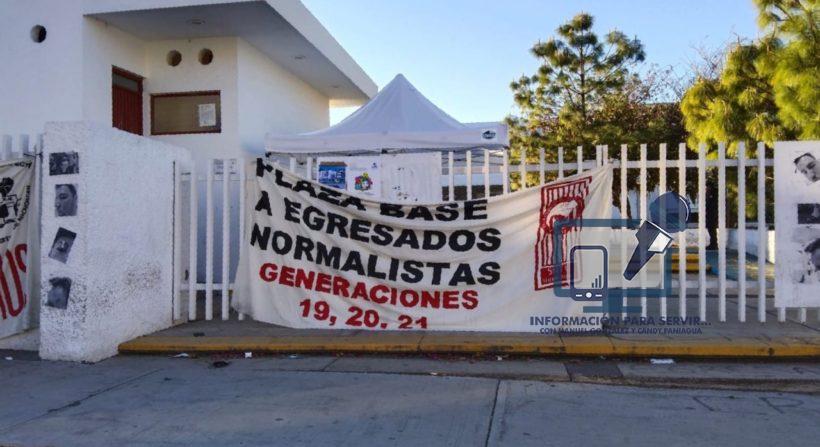 PLAZA BASE
A EGRESADOS
NORMALISTAS
GENERACIONES
19, 20, 21
INFORMACIÓN PARA SERVIR...
CON MANUEL GONZÁLEZ Y CANDY PANIAGUA